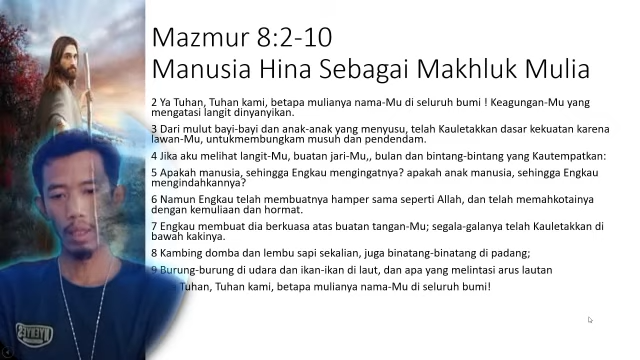 Mazmur 8:2-10
Manusia Hina Sebagai Makhluk Mulia
2 Ya Tuhan, Tuhan kami, betapa mulianya nama-Mu di seluruh bumi ! Keagungan-Mu yang
mengatasi langit dinyanyikan.
3 Dari mulut bayi-bayi dan anak-anak yang menyusu, telah Kauletakkan dasar kekuatan karena
lawan-Mu, untukmembungkam musuh dan pendendam.
4 Jika aku melihat langit-Mu, buatan jari-Mu,, bulan dan bintang-bintang yang Kautempatkan:
5 Apakah manusia, sehingga Engkau mengingatnya? apakah anak manusia, sehingga Engkau
mengindahkannya?
6 Namun Engkau telah membuatnya hamper sama seperti Allah, dan telah memahkotainya
dengan kemuliaan dan hormat.
7 Engkau membuat dia berkuasa atas buatan tangan-Mu; segala-galanya telah Kauletakkan di
bawah kakinya.
8 Kambing domba dan lembu sapi sekalian, juga binatang-binatang di padang;
9 Burung-burung di udara dan ikan-ikan di laut, dan apa yang melintasi arus lautan
Tuhan, Tuhan kami, betapa mulianya nama-Mu di seluruh bumi!